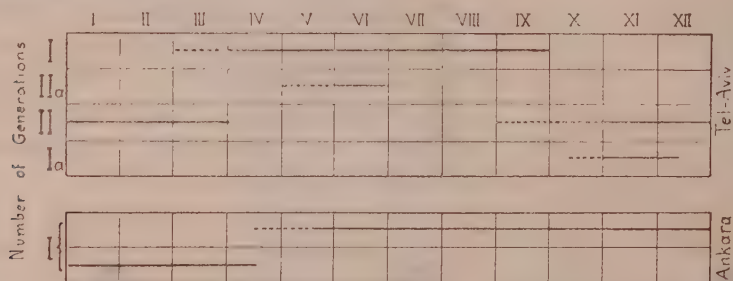 I II III IV V VI VII VIII IX X XI XII
Number of Generations
I
IIa
II
Ia
Tel-Aviv
I
Ankara